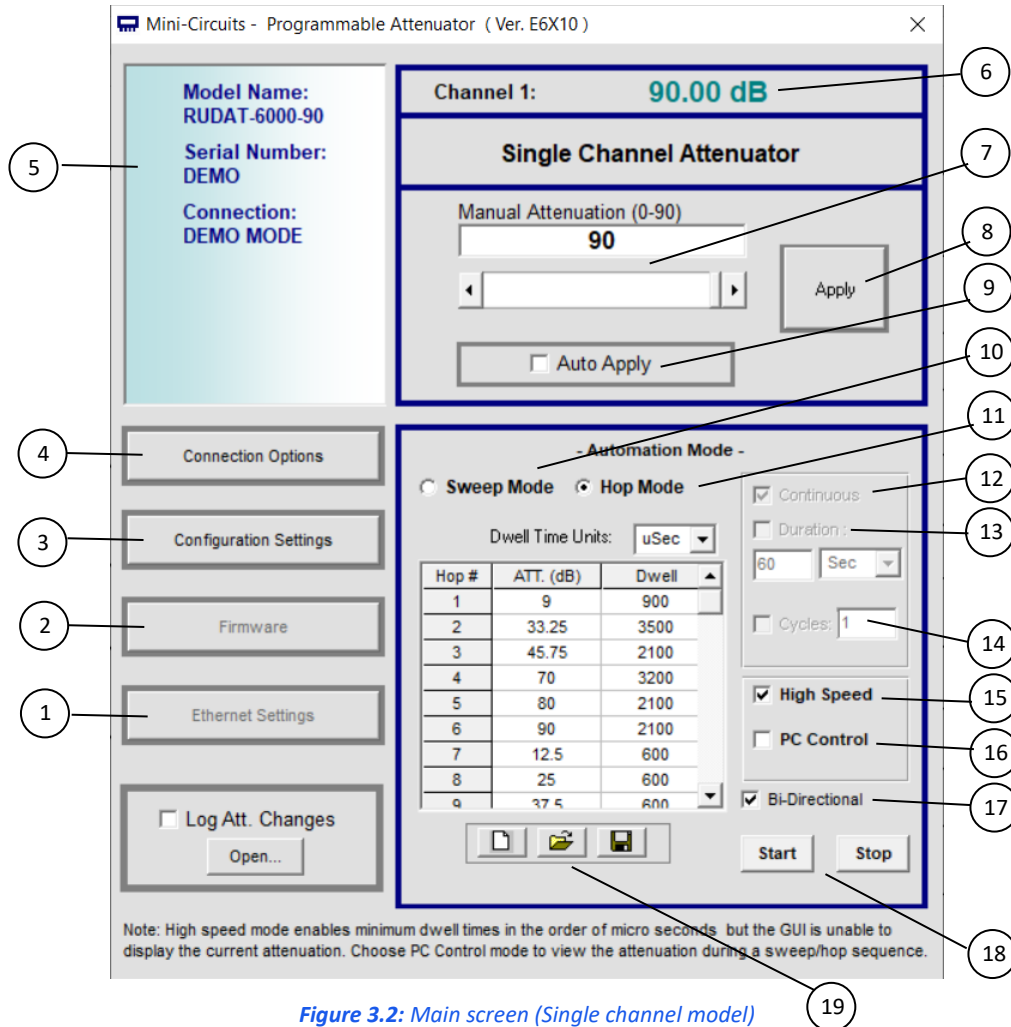 Mini-Circuits - Programmable Attenuator ( Ver. E6X10 )
Model Name:
RUDAT-6000-90
Serial Number:
DEMO
Connection:
DEMO MODE
Channel 1: 90.00 dB
Single Channel Attenuator
Manual Attenuation (0-90)
90
Apply
Auto Apply
5
6
7
8
9
10
11
12
13
14
15
16
17
18
19
4
Connection Options
3
Configuration Settings
2
Firmware
1
Ethernet Settings
Log Att. Changes
Open...
- Automation Mode -
Sweep Mode Hop Mode
Dwell Time Units: uSec
Hop # ATT. (dB) Dwell
1 9 900
2 33.25 3500
3 45.75 2100
4 70 3200
5 80 2100
6 90 2100
7 12.5 600
8 25 600
9 37.5 600
Continuous
Duration :
60 Sec
Cycles: 1
High Speed
PC Control
Bi-Directional
Start Stop
Note: High speed mode enables minimum dwell times in the order of micro seconds but the GUI is unable to
display the current attenuation. Choose PC Control mode to view the attenuation during a sweep/hop sequence.
Figure 3.2: Main screen (Single channel model)